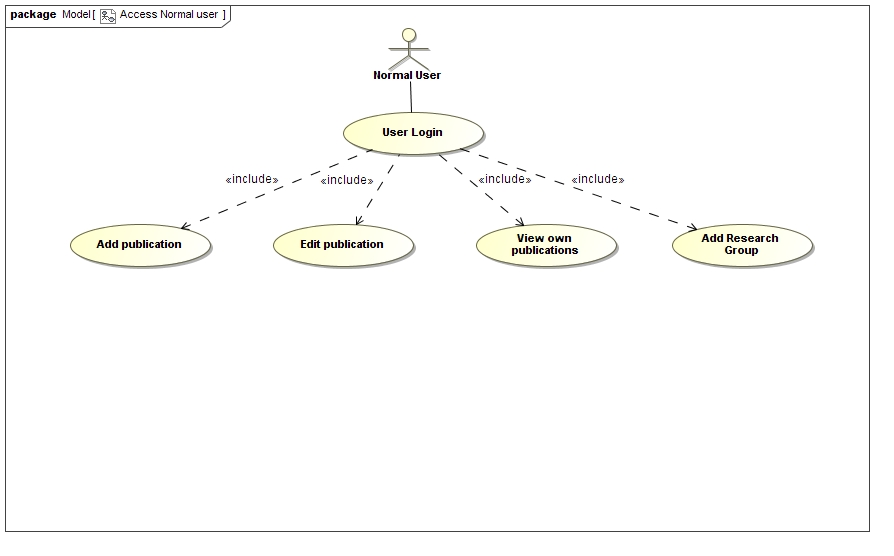 package Model[ Access Normal user ]
Normal User
User Login
«include» «include» «include» «include»
Add publication
Edit publication
View own
publications
Add Research
Group